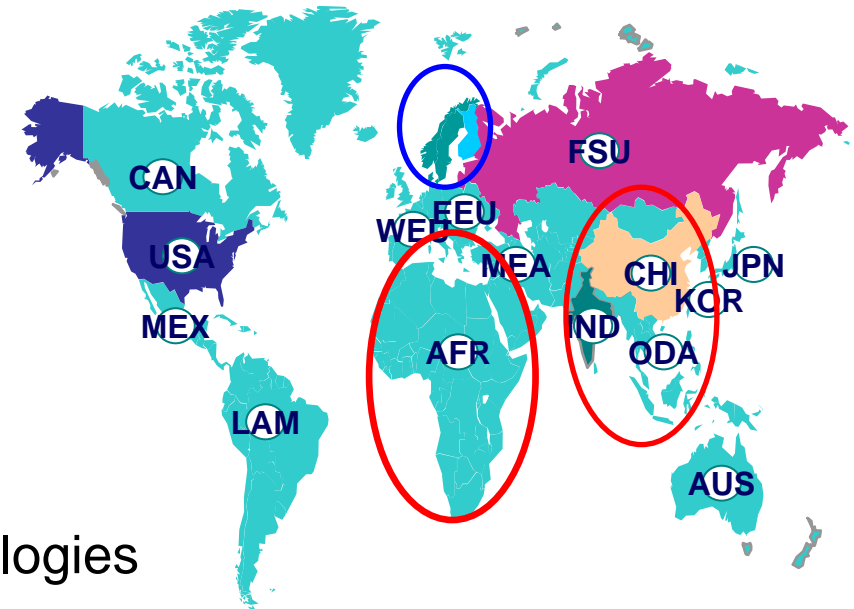 FSU
CAN
EEU
WEU
USA
MEA
CHI
JPN
KOR
MEX
IND
AFR
ODA
LAM
AUS
logies